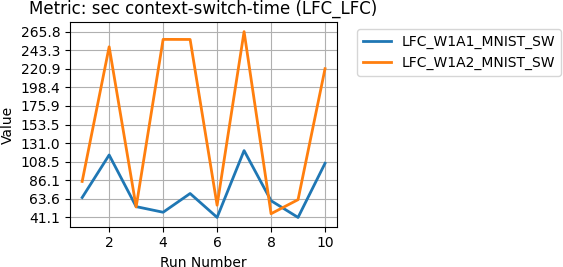 Metric: sec context-switch-time (LFC_LFC)
265.8
243.3
220.9
198.4
175.9
153.5
131.0
108.5
86.1
63.6
41.1
Value
2 4 6 8 10
Run Number
LFC_W1A1_MNIST_SW
LFC_W1A2_MNIST_SW